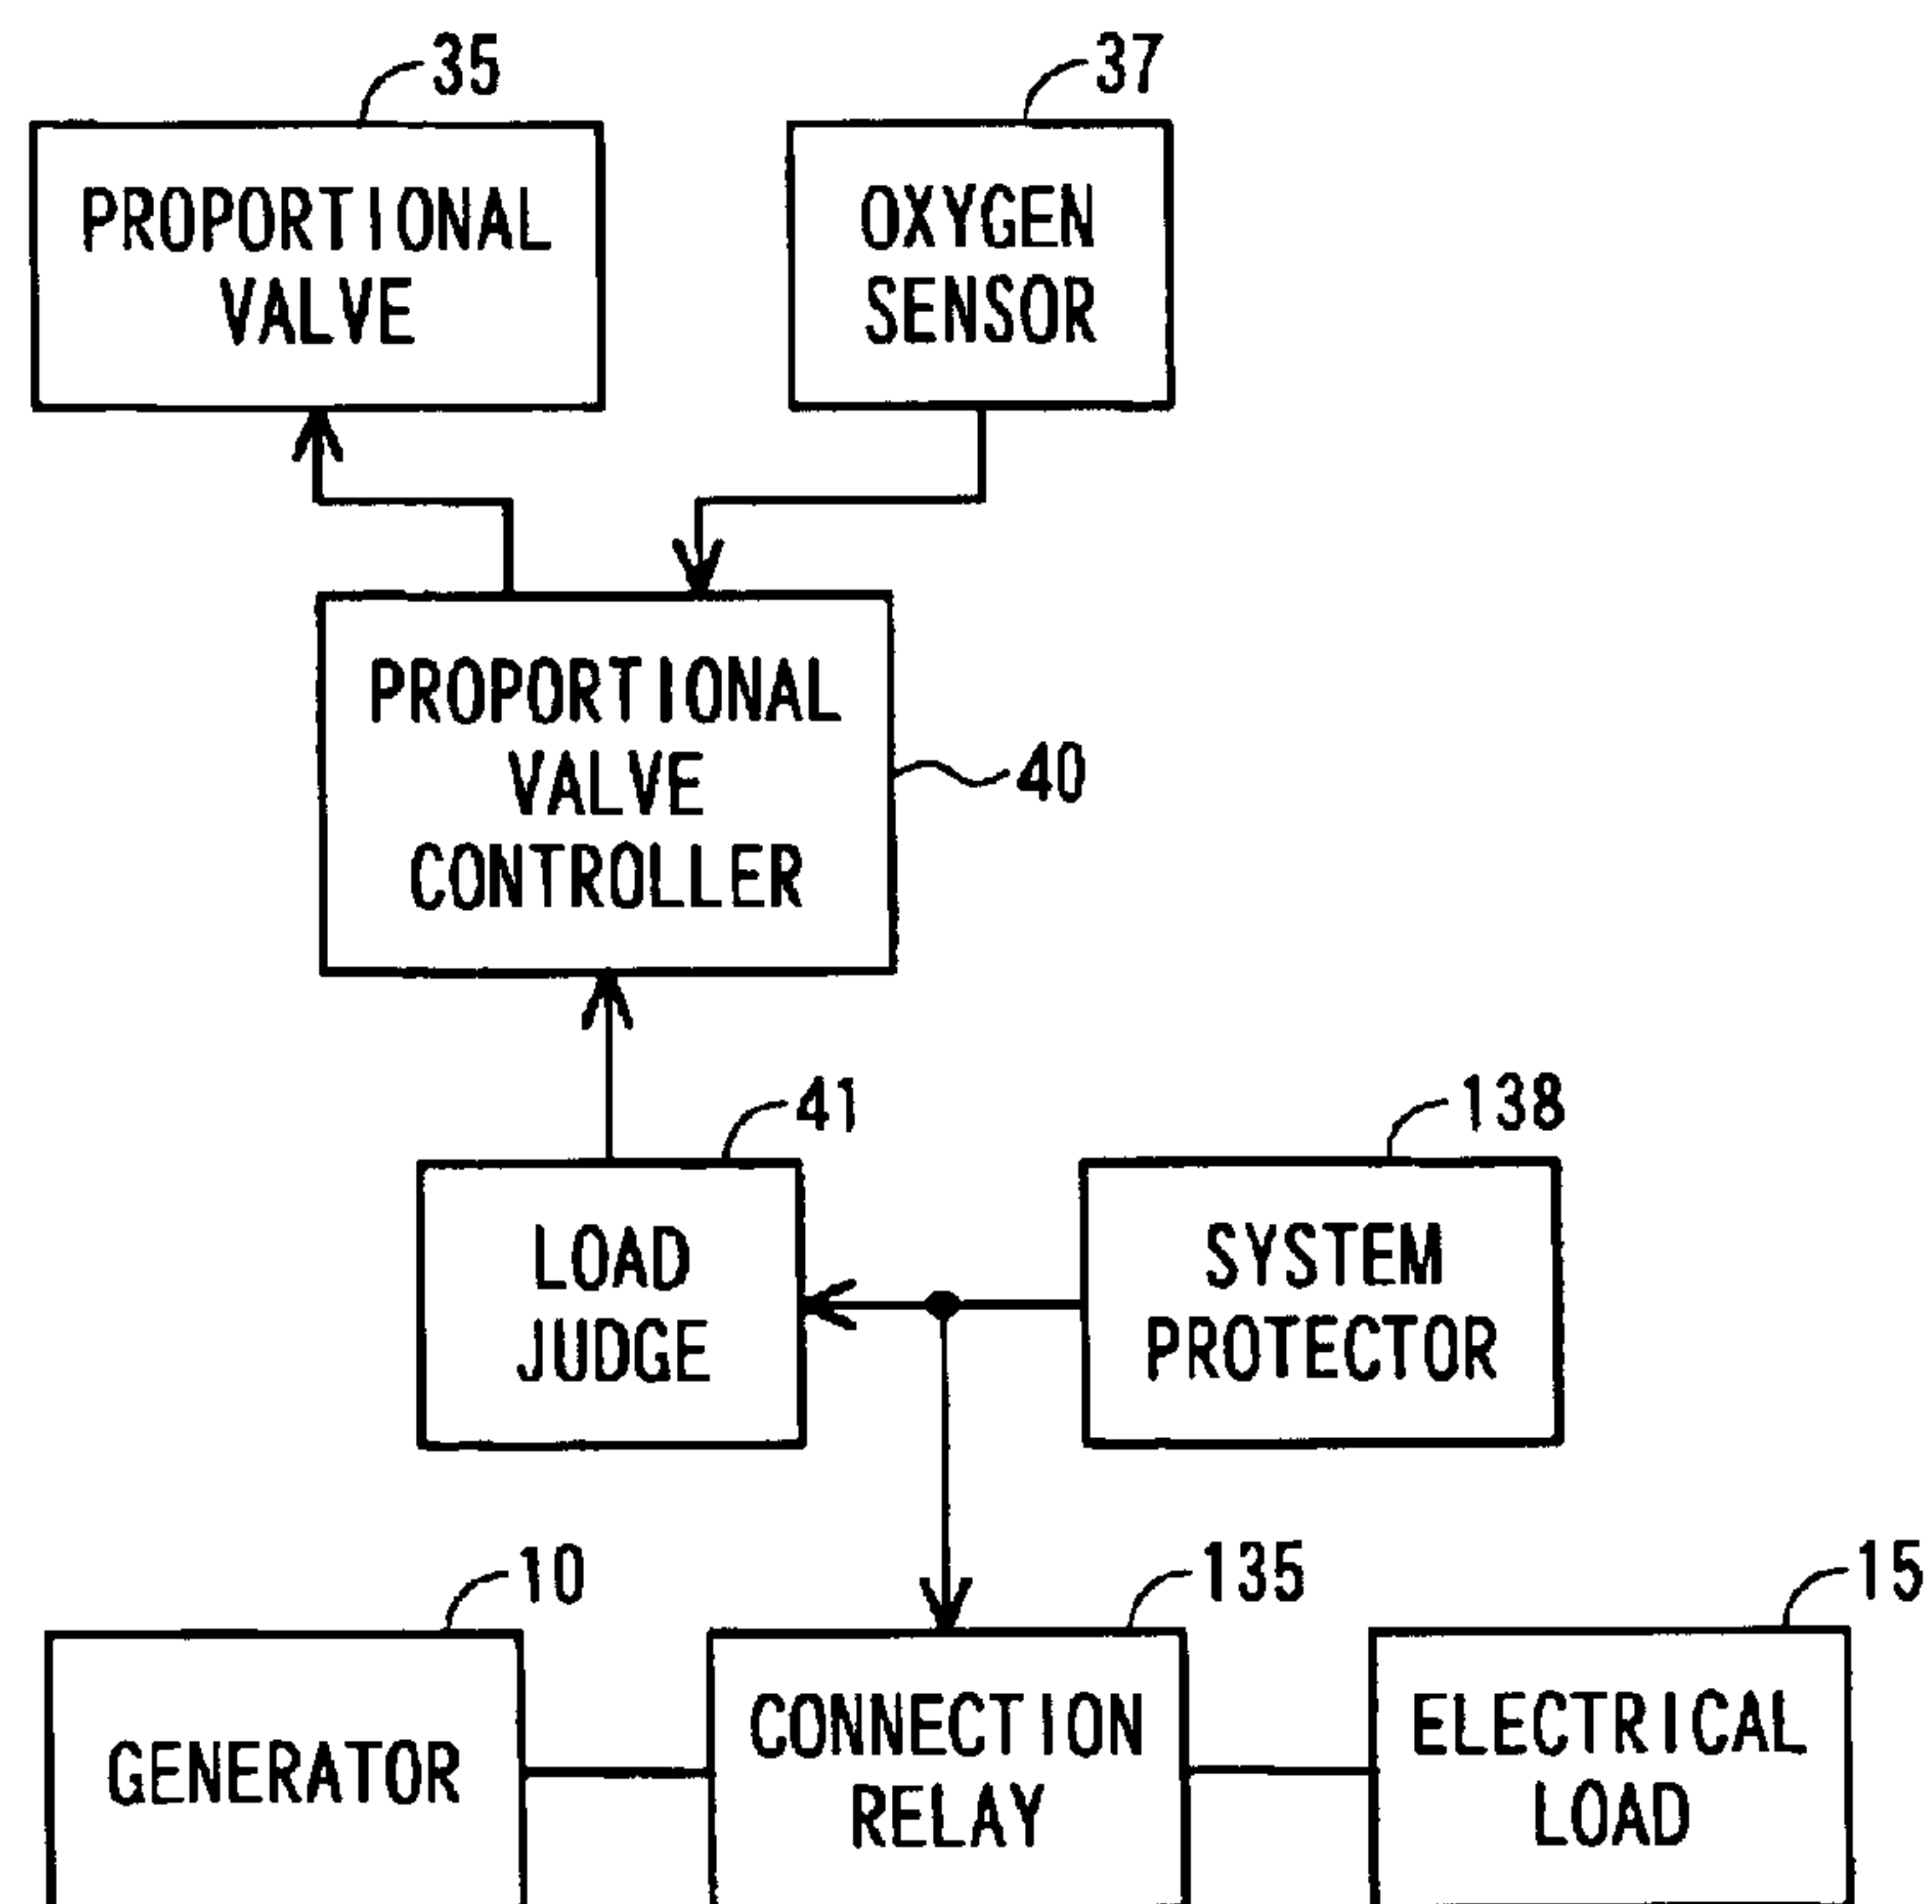 35
37
PROPORTIONAL
VALVE
OXYGEN
SENSOR
PROPORTIONAL
VALVE
CONTROLLER
40
41
138
LOAD
JUDGE
SYSTEM
PROTECTOR
10
135
15
GENERATOR
CONNECTION
RELAY
ELECTRICAL
LOAD